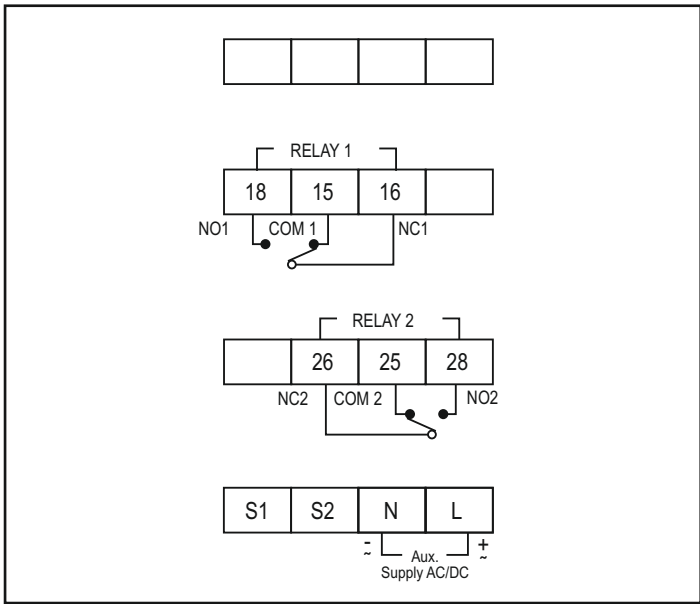 RELAY 1
18 15 16
NO1 COM 1 NC1
RELAY 2
26 25 28
NC2 COM 2 NO2
S1 S2 N L
- ~ + ~
Aux.
Supply AC/DC